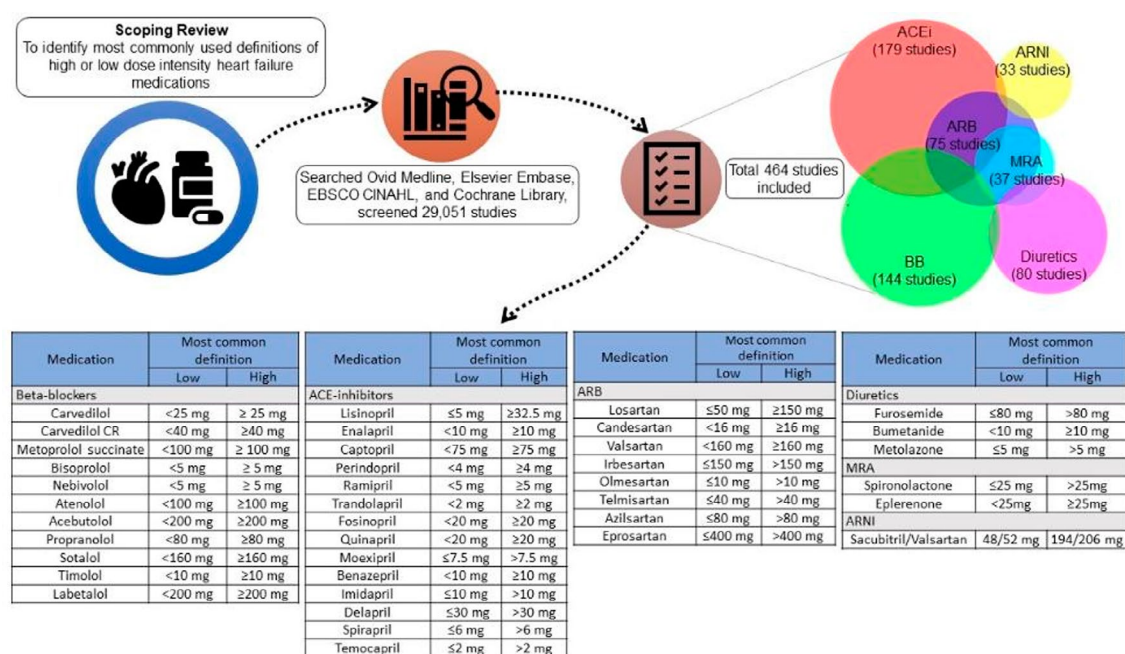 Scoping Review
To identify most commonly used definitions of
high or low dose intensity heart failure
medications
Searched Ovid Medline, Elsevier Embase,
EBSCO CINAHL, and Cochrane Library,
screened 29,051 studies
Total 464 studies
included
ACEi
(179 studies)
ARNI
(33 studies)
ARB
(75 studies)
MRA
(37 studies)
BB
(144 studies)
Diuretics
(80 studies)
Medication Most common
definition
Low High
Beta-blockers
Carvedilol <25 mg ≥ 25 mg
Carvedilol CR <40 mg ≥40 mg
Metoprolol succinate <100 mg ≥ 100 mg
Bisoprolol <5 mg ≥ 5 mg
Nebivolol <5 mg ≥ 5 mg
Atenolol <100 mg ≥100 mg
Acebutolol <200 mg ≥200 mg
Propranolol <80 mg ≥80 mg
Sotalol <160 mg ≥160 mg
Timolol <10 mg ≥10 mg
Labetalol <200 mg ≥200 mg
Medication Most common
definition
Low High
ACE-inhibitors
Lisinopril ≤5 mg ≥32.5 mg
Enalapril <10 mg ≥10 mg
Captopril <75 mg ≥75 mg
Perindopril <4 mg ≥4 mg
Ramipril <5 mg ≥5 mg
Trandolapril <2 mg ≥2 mg
Fosinopril <20 mg ≥20 mg
Quinapril <20 mg ≥20 mg
Moexipril ≤7.5 mg >7.5 mg
Benazepril <10 mg ≥10 mg
Imidapril ≤10 mg >10 mg
Delapril ≤30 mg >30 mg
Spirapril ≤6 mg >6 mg
Temocapril ≤2 mg >2 mg
Medication Most common
definition
Low High
ARB
Losartan ≤50 mg ≥150 mg
Candesartan <16 mg ≥16 mg
Valsartan <160 mg ≥160 mg
Irbesartan ≤150 mg >150 mg
Olmesartan ≤10 mg >10 mg
Telmisartan ≤40 mg >40 mg
Azilsartan ≤80 mg >80 mg
Eprosartan ≤400 mg >400 mg
Medication Most common
definition
Low High
Diuretics
Furosemide ≤80 mg >80 mg
Bumetanide <10 mg ≥10 mg
Metolazone ≤5 mg >5 mg
MRA
Spironolactone ≤25 mg >25mg
Eplerenone <25mg ≥25mg
ARNI
Sacubitril/Valsartan 48/52 mg 194/206 mg